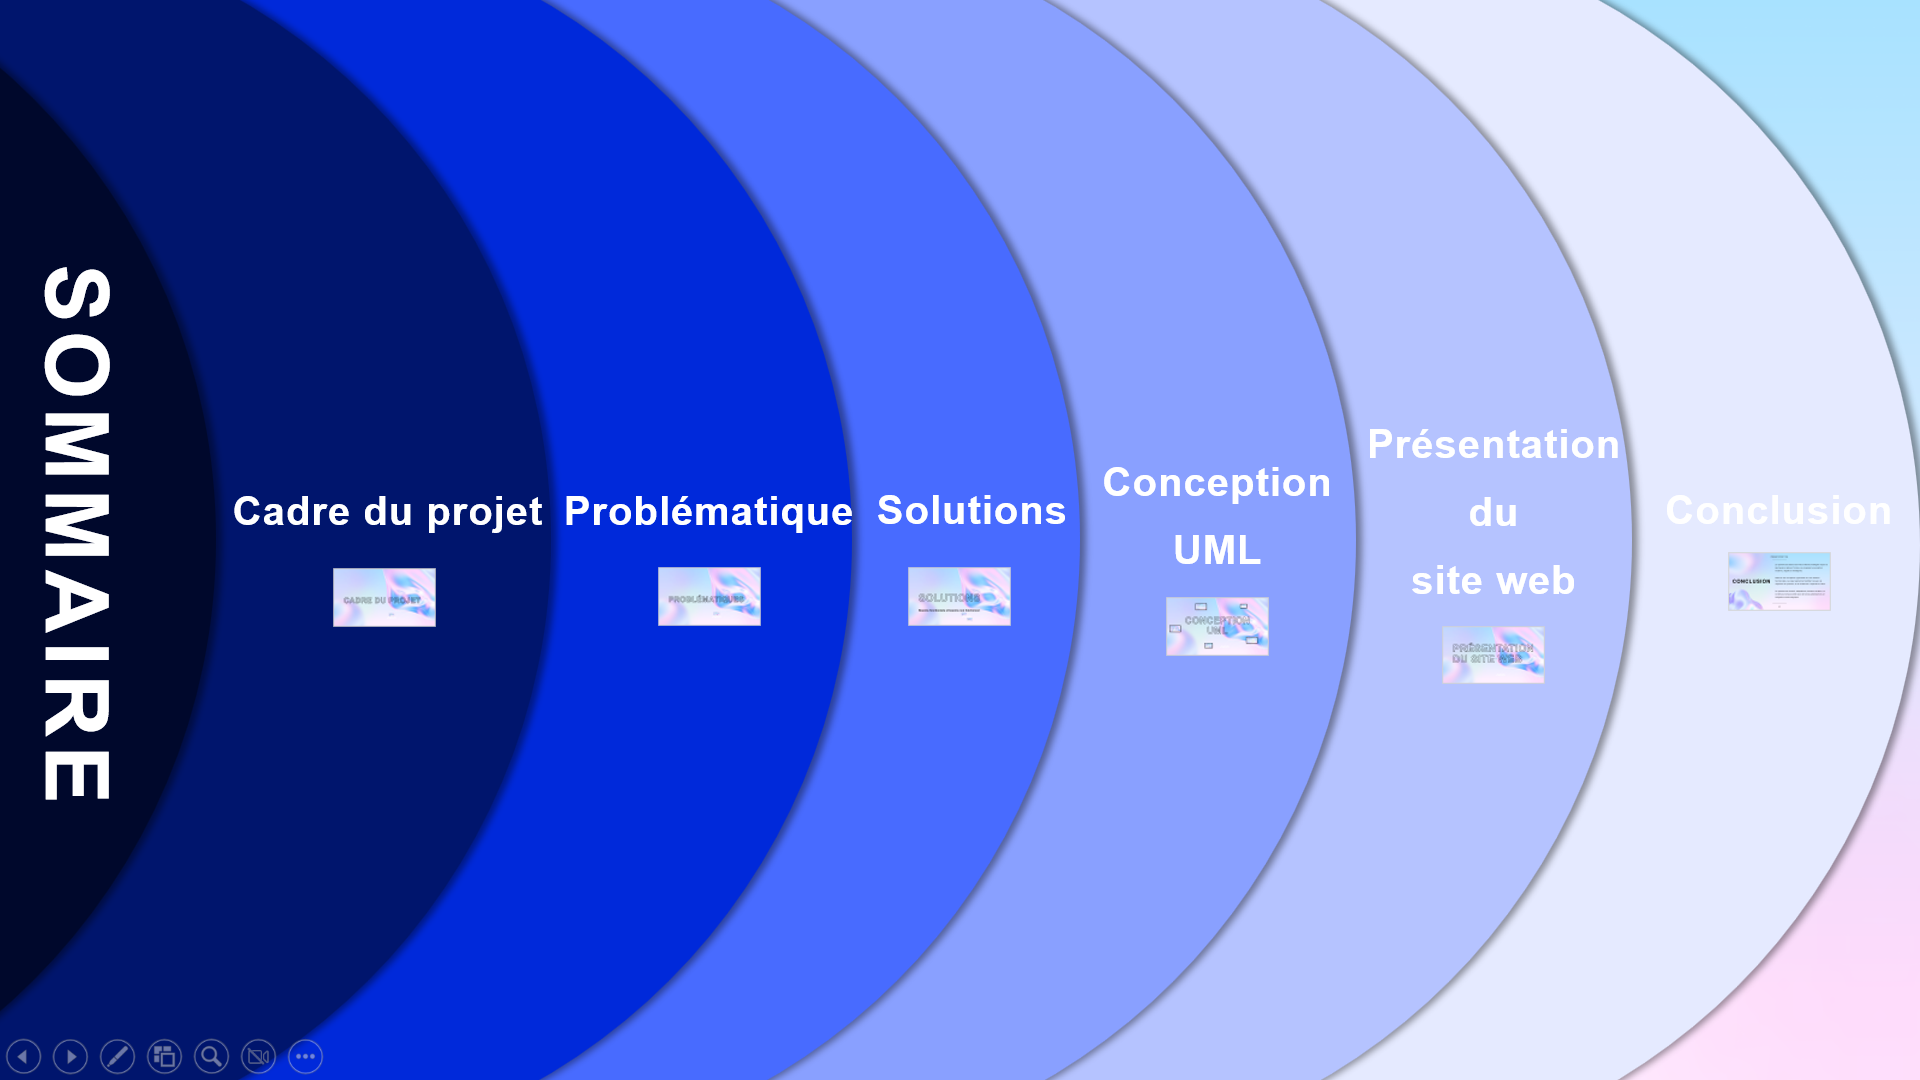 SOMMAIRE
Cadre du projet
CADRE DU PROJET
Problématique
PROBLÉMATIQUES
Solutions
SOLUTIONS
Conception
UML
CONCEPTION
UML
Présentation
du
site web
PRÉSENTATION
DU SITE WEB
Conclusion
CONCLUSION